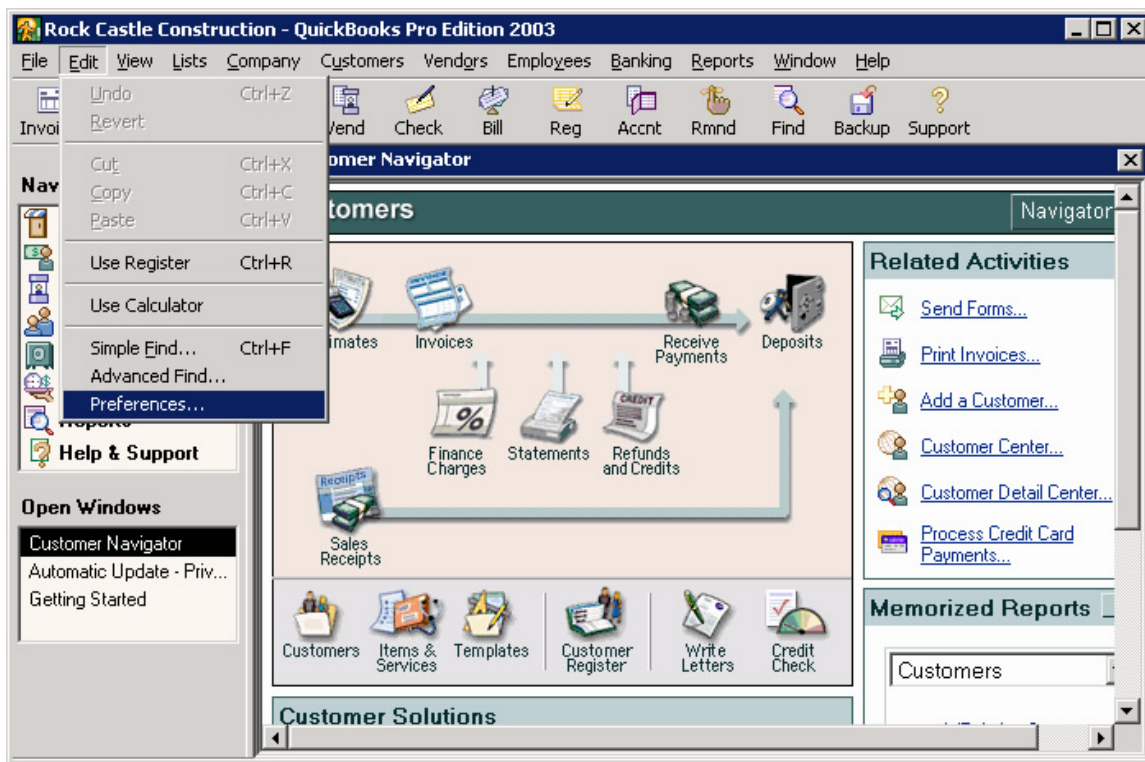 Rock Castle Construction - QuickBooks Pro Edition 2003
File Edit View Lists Company Customers Vendors Employees Banking Reports Window Help
Undo Ctrl+Z
Revert
Cut Ctrl+X
Copy Ctrl+C
Paste Ctrl+V
Use Register Ctrl+R
Use Calculator
Simple Find... Ctrl+F
Advanced Find...
Preferences...
Invoi Vend Check Bill Reg Accnt Rmnd Find Backup Support
Nav
Reports
Help & Support
Open Windows
Customer Navigator
Automatic Update - Priv...
Getting Started
omer Navigator
tomers
Navigator
imates
Invoices
Receive
Payments
Deposits
Finance
Charges
Statements
Refunds
and Credits
CREDIT
Receipts
Sales
Receipts
Customers
Items &
Services
Templates
Customer
Register
Write
Letters
Credit
Check
Customer Solutions
Related Activities
Send Forms...
Print Invoices...
Add a Customer...
Customer Center...
Customer Detail Center...
Process Credit Card
Payments...
Memorized Reports
Customers